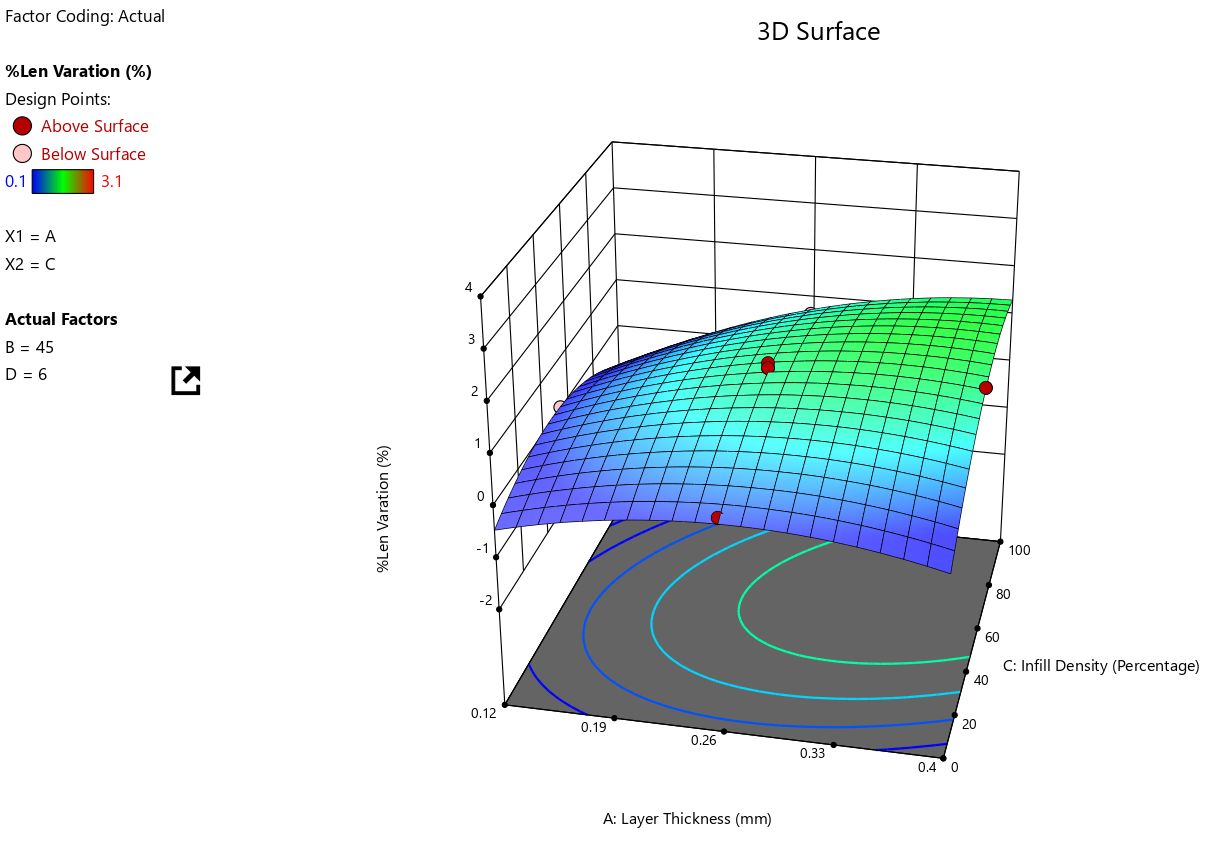 Factor Coding: Actual
3D Surface
%Len Varation (%)
Design Points:
Above Surface
Below Surface
0.1 3.1
X1 = A
X2 = C
Actual Factors
B = 45
D = 6
4
3
2
1
0
-1
-2
%Len Varation (%)
0.12
0.19
0.26
0.33
0.4
0
20
40
60
80
100
C: Infill Density (Percentage)
A: Layer Thickness (mm)